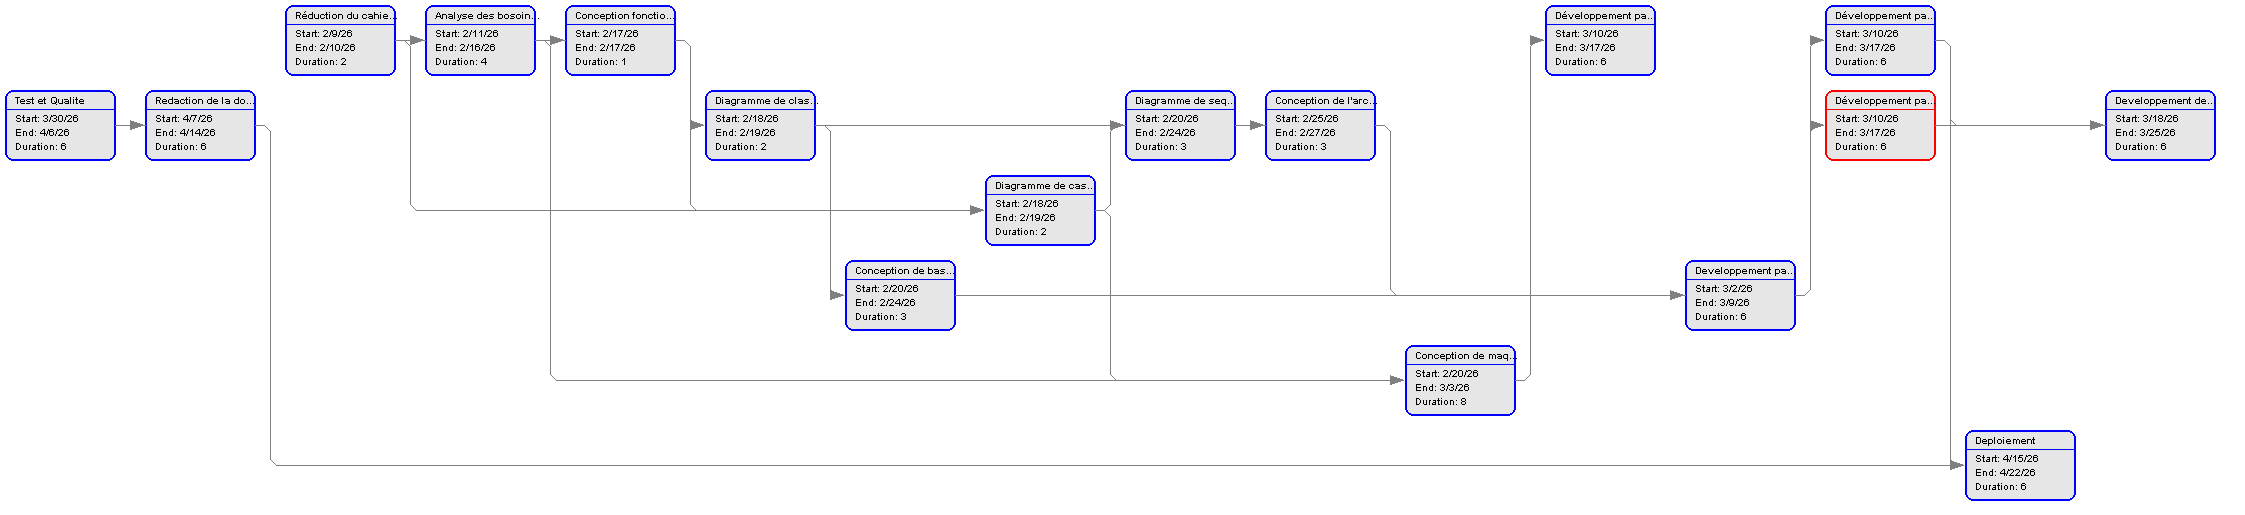 Réduction du cahie...
Start: 2/9/26
End: 2/10/26
Duration: 2
Analyse des bosoin...
Start: 2/11/26
End: 2/16/26
Duration: 4
Conception fonctio...
Start: 2/17/26
End: 2/17/26
Duration: 1
Développement pa...
Start: 3/10/26
End: 3/17/26
Duration: 6
Développement pa...
Start: 3/10/26
End: 3/17/26
Duration: 6
Test et Qualite
Start: 3/30/26
End: 4/6/26
Duration: 6
Redaction de la do...
Start: 4/7/26
End: 4/14/26
Duration: 6
Diagramme de clas...
Start: 2/18/26
End: 2/19/26
Duration: 2
Diagramme de seq...
Start: 2/20/26
End: 2/24/26
Duration: 3
Conception de l'arc...
Start: 2/25/26
End: 2/27/26
Duration: 3
Développement pa...
Start: 3/10/26
End: 3/17/26
Duration: 6
Developpement de...
Start: 3/18/26
End: 3/25/26
Duration: 6
Diagramme de cas...
Start: 2/18/26
End: 2/19/26
Duration: 2
Conception de bas...
Start: 2/20/26
End: 2/24/26
Duration: 3
Developpement pa...
Start: 3/2/26
End: 3/9/26
Duration: 6
Conception de maq...
Start: 2/20/26
End: 3/3/26
Duration: 8
Deploiement
Start: 4/15/26
End: 4/22/26
Duration: 6